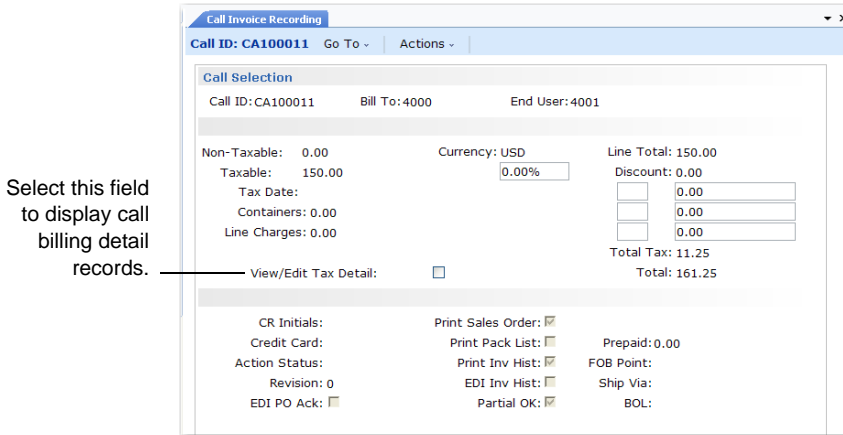 Call Invoice Recording
Call ID: CA100011 Go To Actions
Call Selection
Call ID: CA100011 Bill To: 4000 End User: 4001
Non-Taxable: 0.00 Currency: USD Line Total: 150.00
Taxable: 150.00 0.00% Discount: 0.00
Tax Date: 0.00
Containers: 0.00 0.00
Line Charges: 0.00 0.00
Total Tax: 11.25
View/Edit Tax Detail: Total: 161.25
Select this field
to display call
billing detail
records.
CR Initials: Print Sales Order:
Credit Card: Print Pack List: Prepaid: 0.00
Action Status: Print Inv Hist: FOB Point:
Revision: 0 EDI Inv Hist: Ship Via:
EDI PO Ack: Partial OK: BOL: